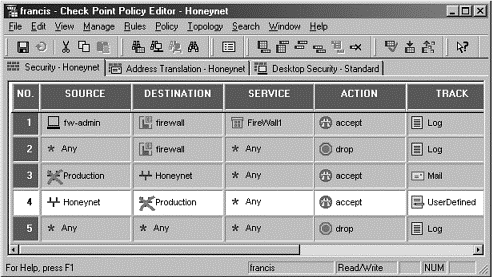 francis - Check Point Policy Editor - Honeynet
File Edit View Manage Rules Policy Topology Search Window Help
Security - Honeynet Address Translation - Honeynet Desktop Security - Standard
NO. SOURCE DESTINATION SERVICE ACTION TRACK
1 fw-admin firewall FireWall1 accept Log
2 * Any firewall * Any drop Log
3 Production Honeynet * Any accept Mail
4 Honeynet Production * Any accept UserDefined
5 * Any * Any * Any drop Log
For Help, press F1 francis Read/Write NUM